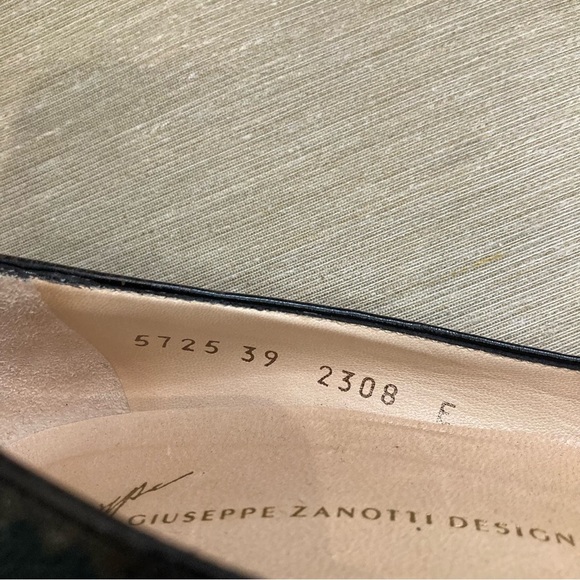 5725 39 2308 E
GIUSEPPE ZANOTTI DESIGN